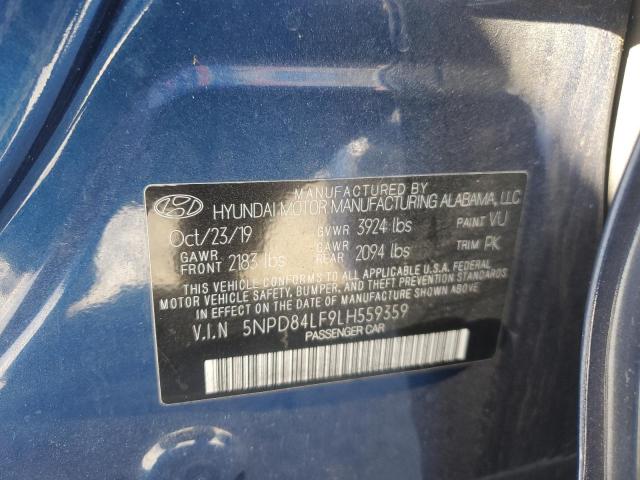 MANUFACTURED BY
HYUNDAI MOTOR MANUFACTURING ALABAMA, LLC
Oct/23/19 GVWR 3924 lbs PAINT VU
GAWR FRONT 2183 lbs GAWR REAR 2094 lbs TRIM PK
THIS VEHICLE CONFORMS TO ALL APPLICABLE U.S.A. FEDERAL
MOTOR VEHICLE SAFETY, BUMPER, AND THEFT PREVENTION STANDARDS
IN EFFECT ON THE DATE OF MANUFACTURE SHOWN ABOVE.
V.I.N 5NPD84LF9LH559359
PASSENGER CAR